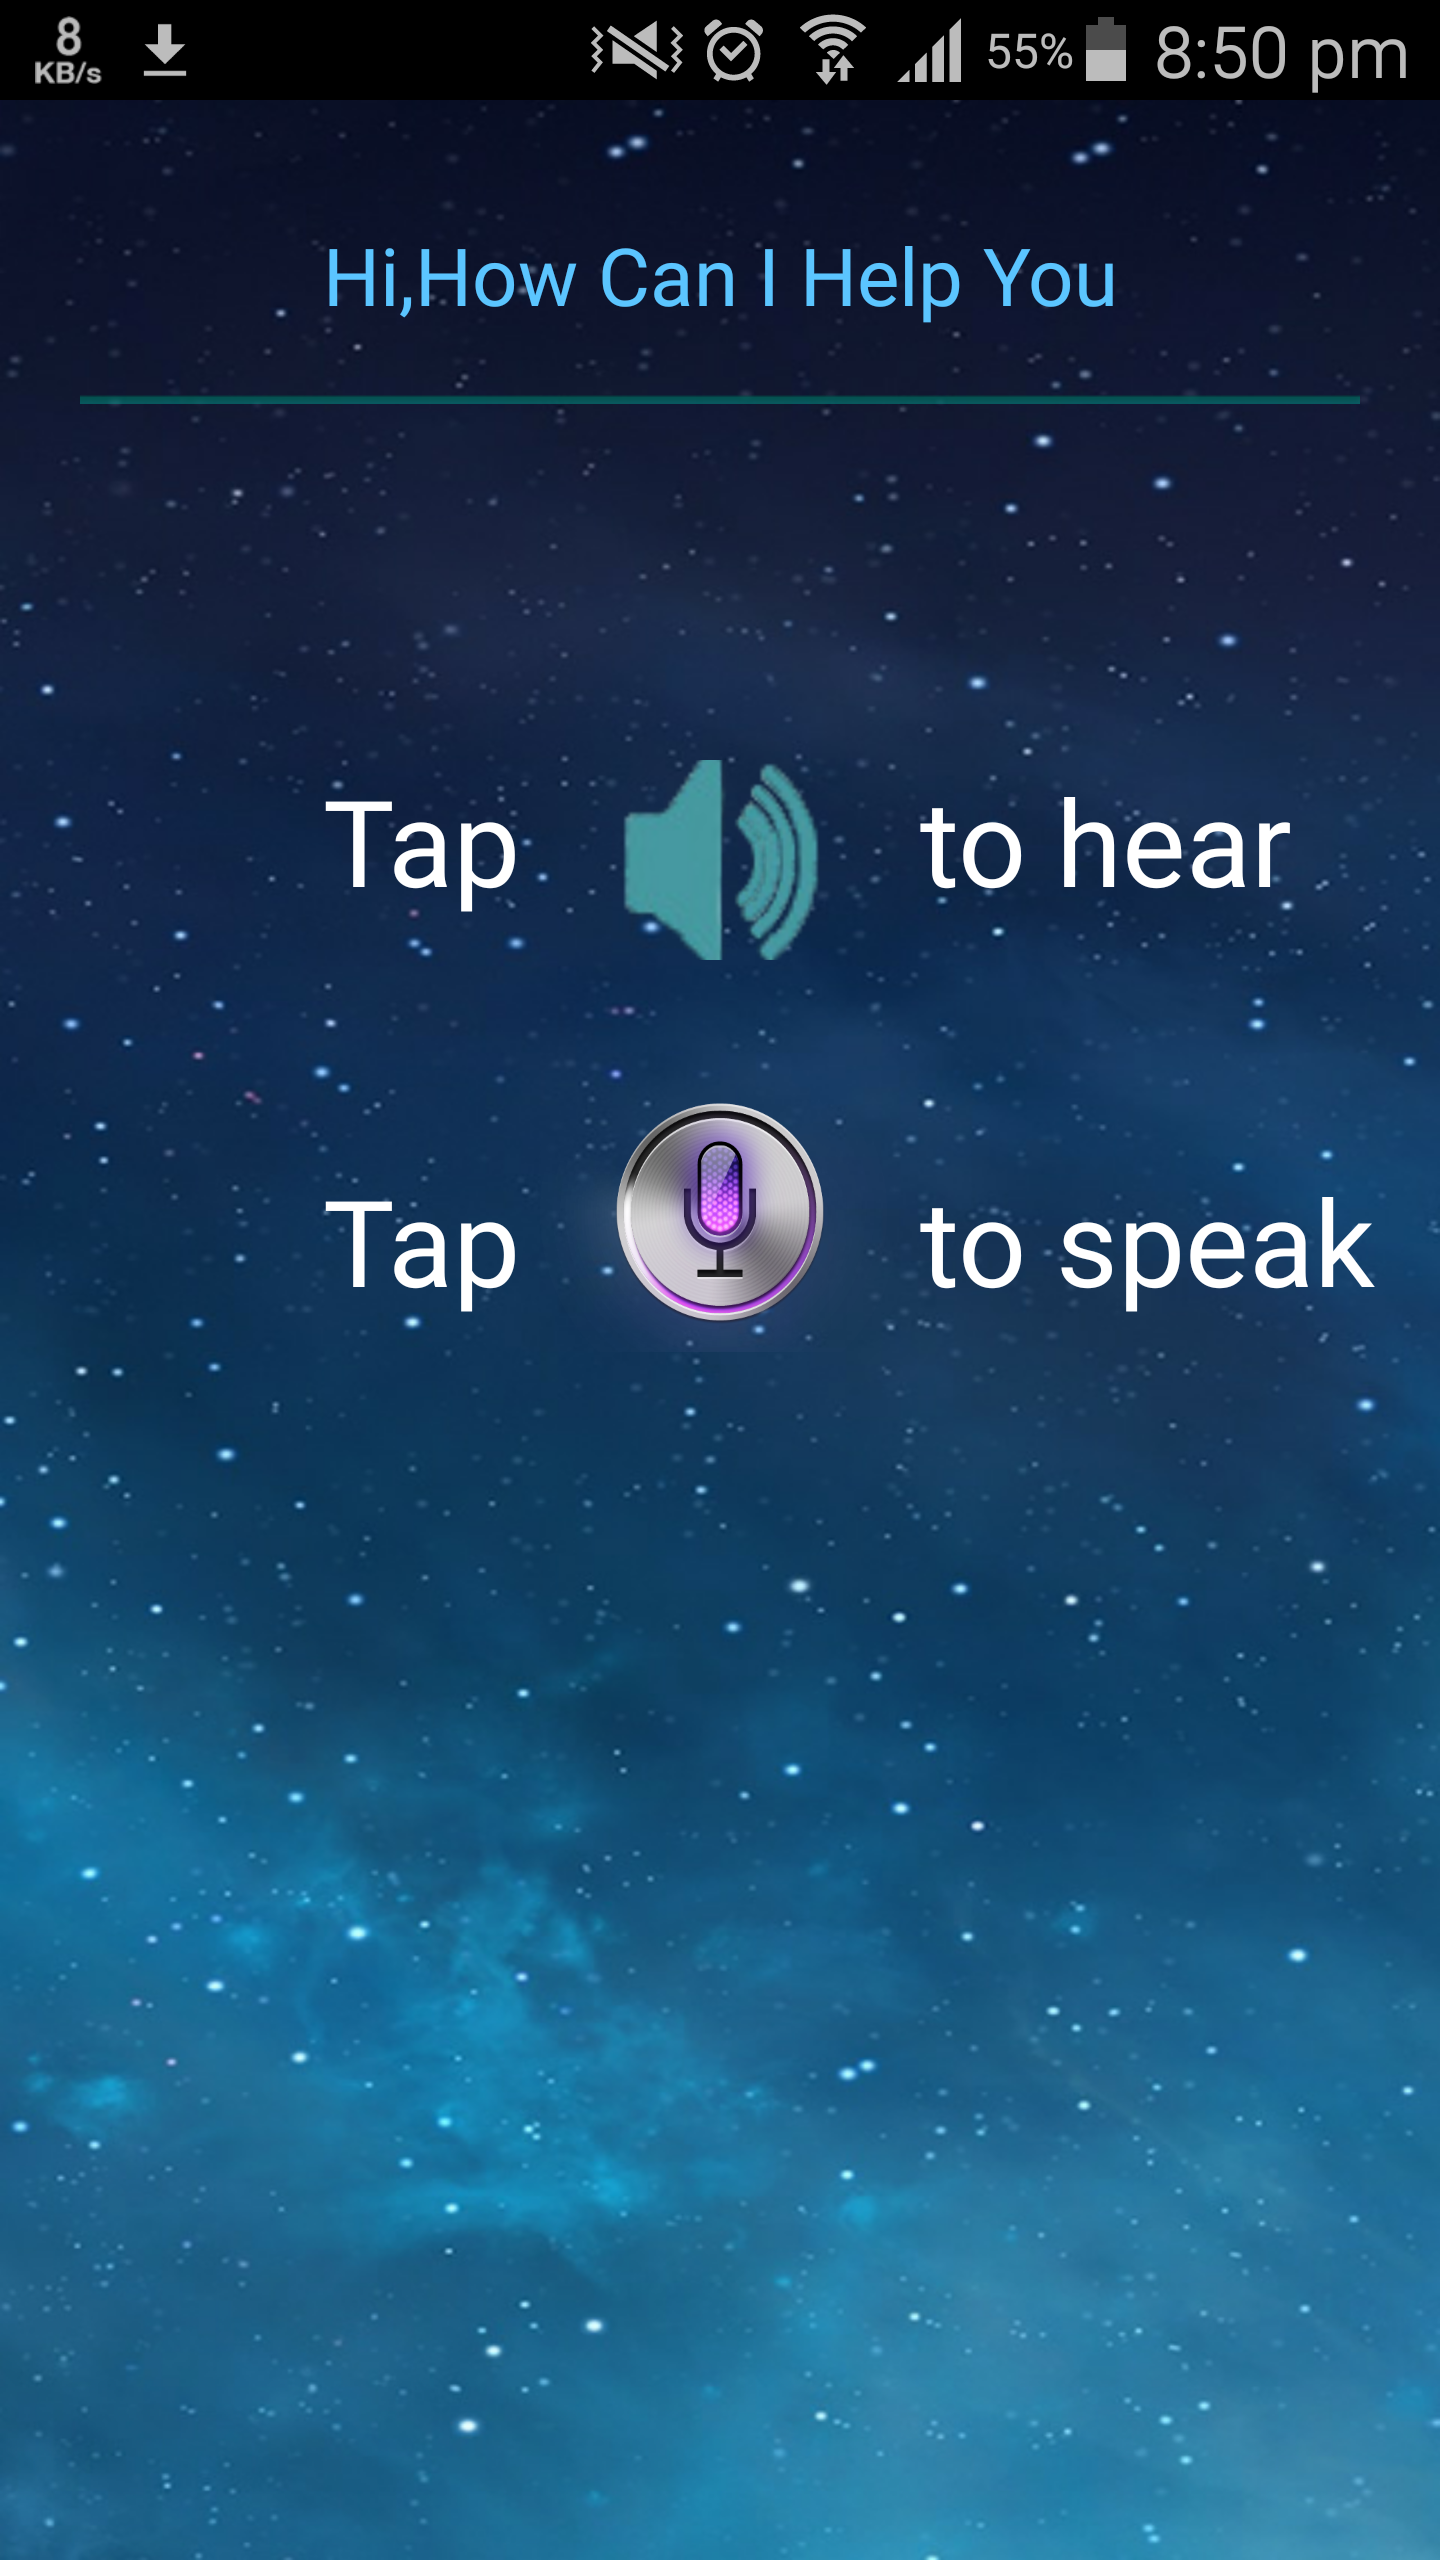 8
KB/s
55% 8:50 pm
Hi,How Can I Help You
Tap to hear
Tap to speak